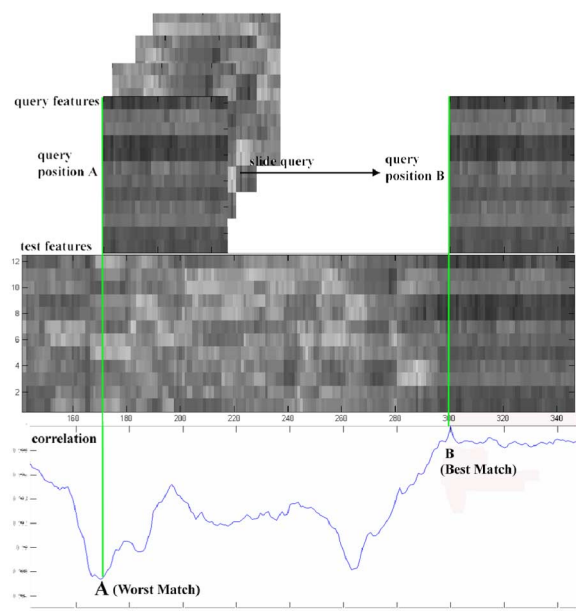 query features
query
position A
slide query
query
position B
test features
12
10
8
6
4
2
160
180
200
220
240
260
280
300
320
340
correlation
B
(Best Match)
A (Worst Match)